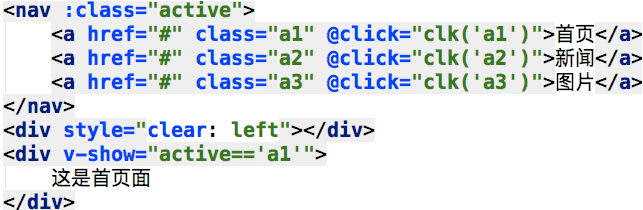 <nav :class="active">
<a href="#" class="a1" @click="clk('a1')">首页</a>
<a href="#" class="a2" @click="clk('a2')">新闻</a>
<a href="#" class="a3" @click="clk('a3')">图片</a>
</nav>
<div style="clear: left"></div>
<div v-show="active=='a1'">
这是首页面
</div>